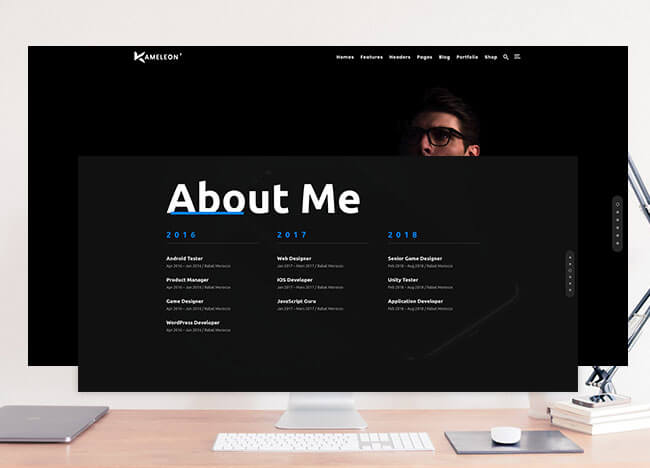 KAMELEON
Homes Features Headers Pages Blog Portfolio Shop
About Me
2016
Android Tester
Apr 2016 - Jun 2016 / Rabat Morocco
Product Manager
Apr 2016 - Jun 2016 / Rabat Morocco
Game Designer
Apr 2016 - Jun 2016 / Rabat Morocco
WordPress Developer
Apr 2016 - Jun 2016 / Rabat Morocco
2017
Web Designer
Jan 2017 - Mars 2017 / Rabat Morocco
IOS Developer
Jan 2017 - Mars 2017 / Rabat Morocco
JavaScript Guru
Jan 2017 - Mars 2017 / Rabat Morocco
2018
Senior Game Designer
Feb 2018 - Aug 2018 / Rabat Morocco
Unity Tester
Feb 2018 - Aug 2018 / Rabat Morocco
Application Developer
Feb 2018 - Aug 2018 / Rabat Morocco